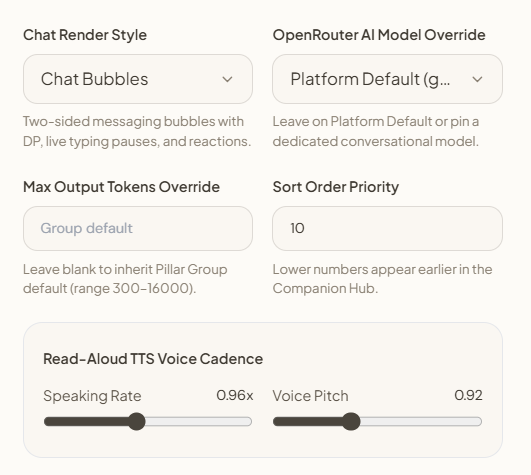 Chat Render Style
OpenRouter AI Model Override
Chat Bubbles
Platform Default (g...
Two-sided messaging bubbles with
DP, live typing pauses, and reactions.
Leave on Platform Default or pin a
dedicated conversational model.
Max Output Tokens Override
Sort Order Priority
Group default
10
Leave blank to inherit Pillar Group
default (range 300–16000).
Lower numbers appear earlier in the
Companion Hub.
Read-Aloud TTS Voice Cadence
Speaking Rate
0.96x
Voice Pitch
0.92